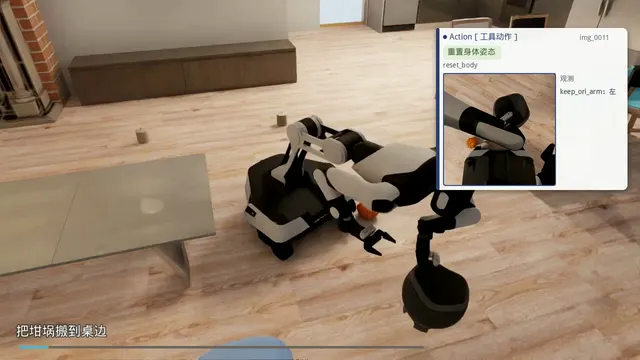 Action [ 工具动作 ]
img_0011
重置身体姿态
reset_body
观测
keep_ori_arm: 左
把坩埚搬到桌边